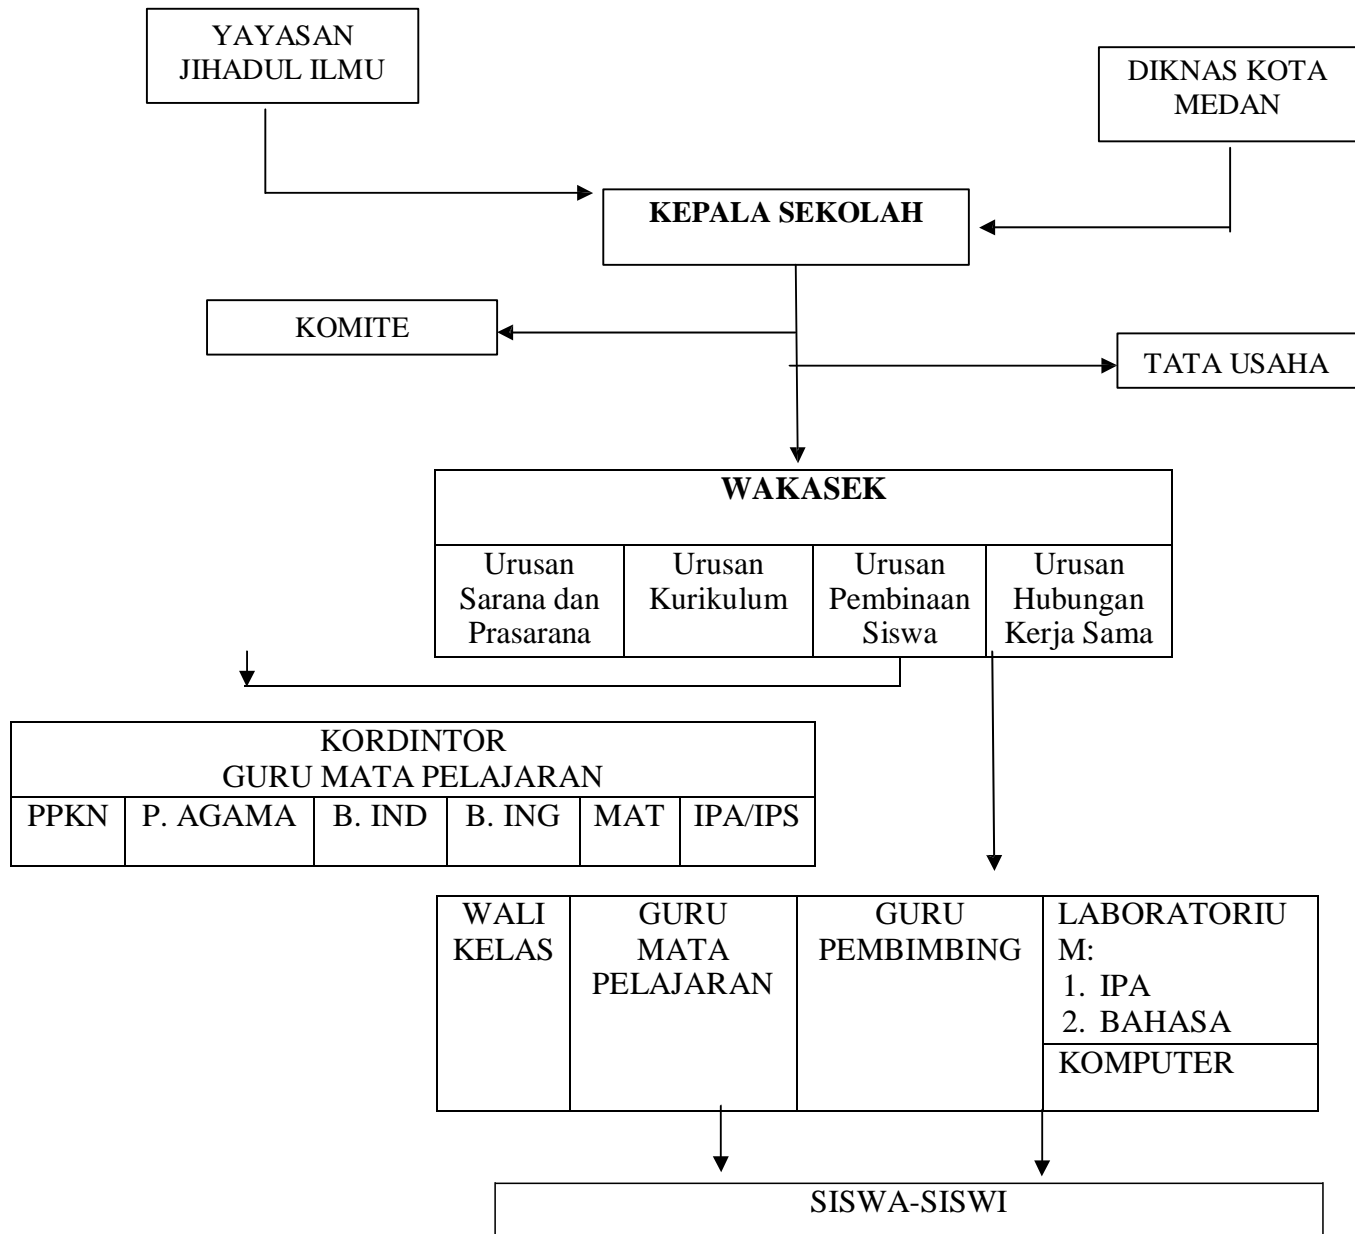 YAYASAN
JIHADUL ILMU
DIKNAS KOTA
MEDAN
KEPALA SEKOLAH
KOMITE
TATA USAHA
WAKASEK
Urusan
Sarana dan
Prasarana
Urusan
Kurikulum
Urusan
Pembinaan
Siswa
Urusan
Hubungan
Kerja Sama
KORDINTOR
GURU MATA PELAJARAN
PPKN
P. AGAMA
B. IND
B. ING
MAT
IPA/IPS
WALI
KELAS
GURU
MATA
PELAJARAN
GURU
PEMBIMBING
LABORATORIU
M:
1. IPA
2. BAHASA
KOMPUTER
SISWA-SISWI